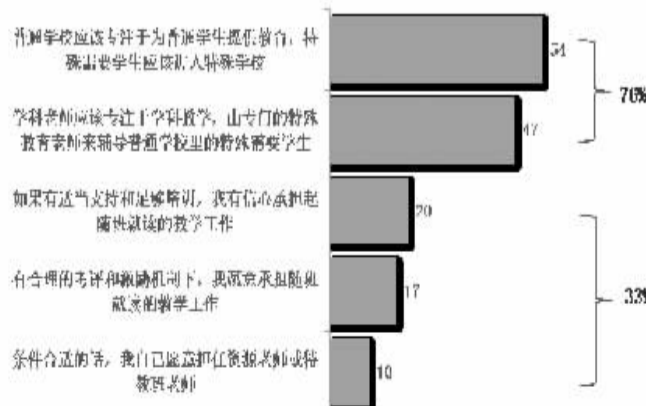 普通学校应该专注于为普通学生提供教育，特
殊需要学生应该进入特殊学校
54
76%
学科老师应该专注于学科教学，由专门的特殊
教育老师来辅导普通学校里的特殊需要学生
47
如果有适当支持和足够培训，我有信心承担起
随班就读的教学工作
20
33%
有合理的考评和激励机制下，我愿意承担随班
就读的教学工作
17
条件合适的话，我自己愿意担任资源老师或特
教班老师
10